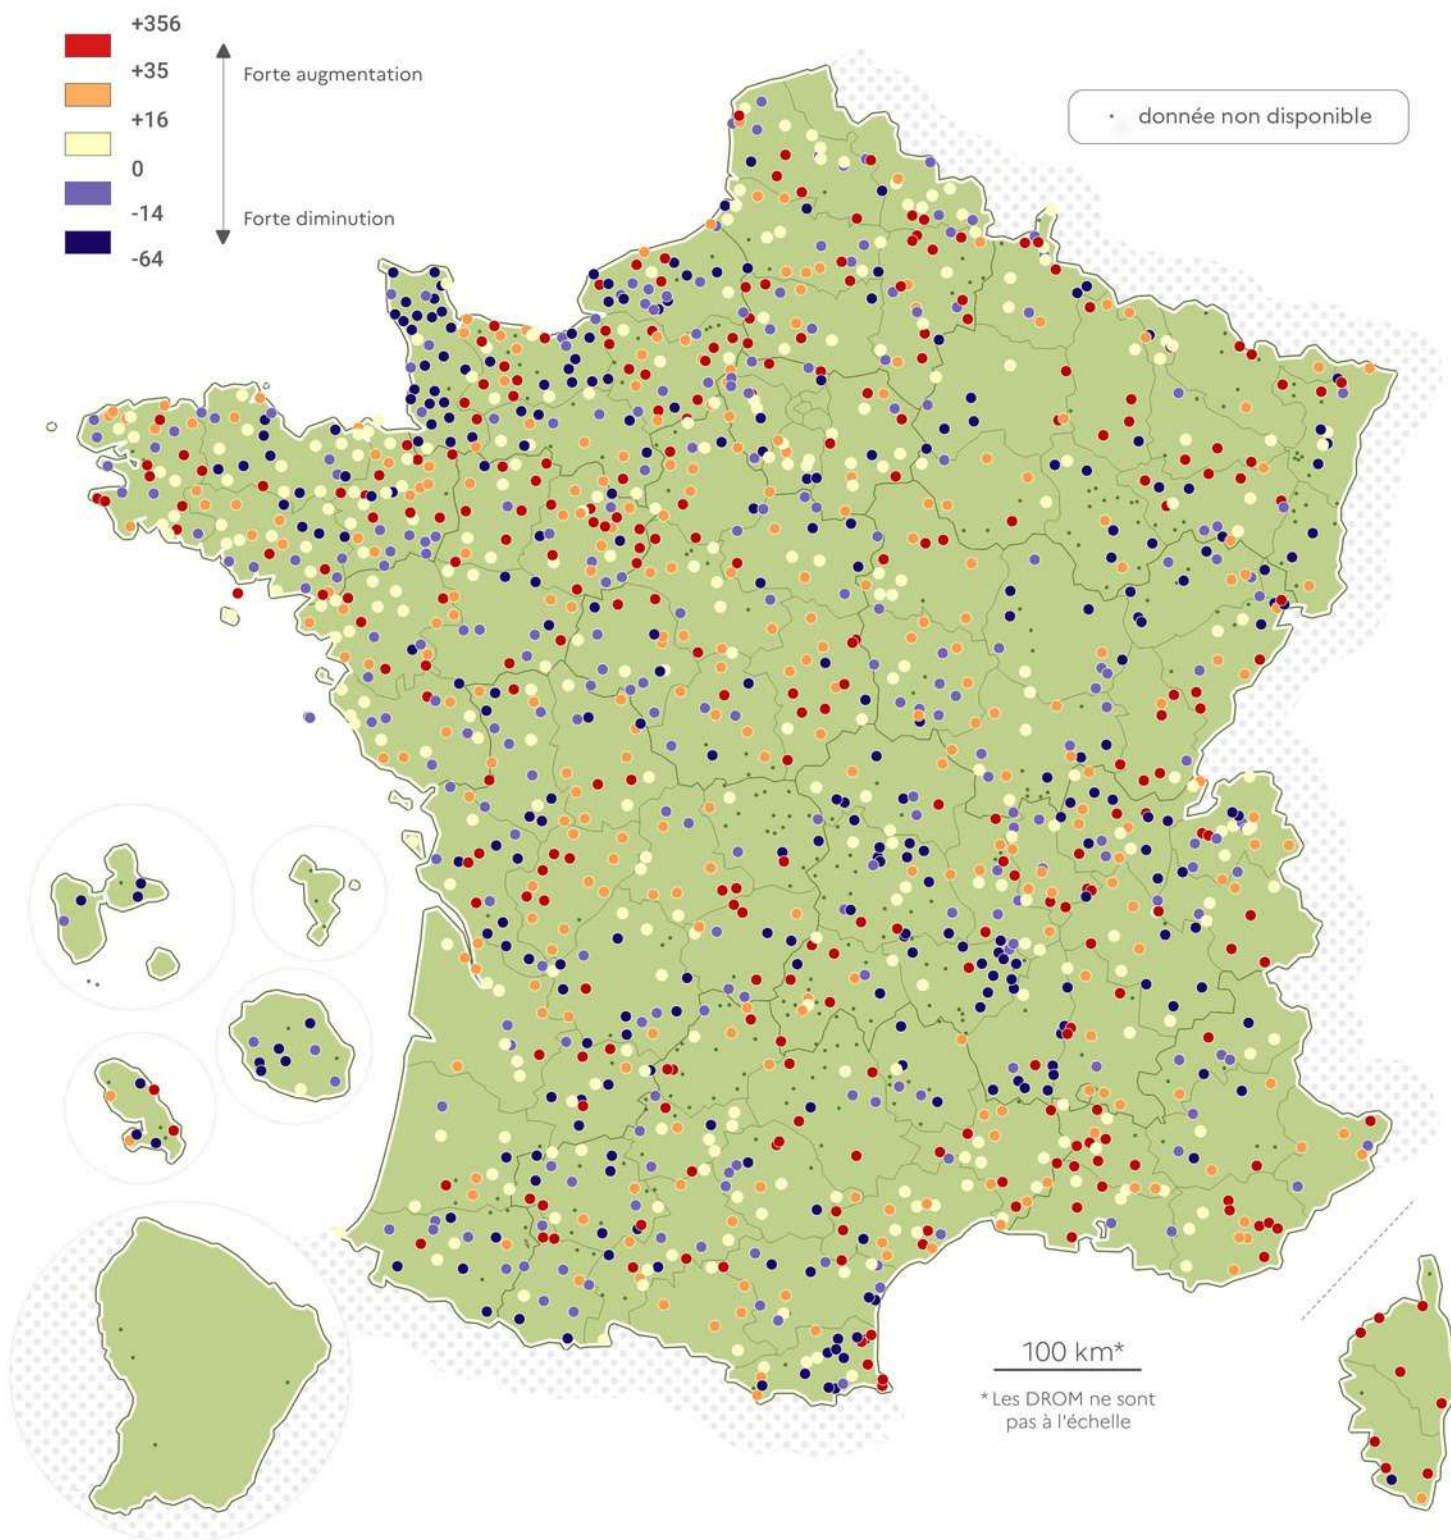 +356
+35
+16
0
-14
-64
Forte augmentation
Forte diminution
donnée non disponible
100 km*
* Les DROM ne sont
pas à l'échelle